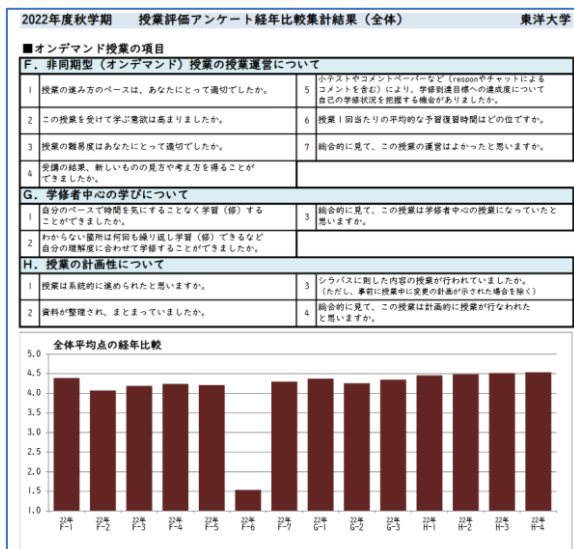 2022年度秋学期 授業評価アンケート経年比較集計結果（全体） 東洋大学
■オンデマンド授業の項目
F．非同期型（オンデマンド）授業の授業運営について
1 授業の進み方のペースは、あなたにとって適切でしたか。
5 小テストやコメントペーパーなど（responやチャットによる
コメントを含む）により、学修到達目標への達成度について
自己の学修状況を把握する機会がありましたか。
2 この授業を受けて学ぶ意欲は高まりましたか。
6 授業1回当たりの平均的な予習復習時間はどの位ですか。
3 授業の難易度はあなたにとって適切でしたか。
7 総合的に見て、この授業の運営はよかったと思いますか。
4 受講の結果、新しいものの見方や考え方を得ることが
できましたか。
G．学修者中心の学びについて
1 自分のペースで時間を気にすることなく学習（修）する
ことができましたか。
3 総合的に見て、この授業は学修者中心の授業になっていたと
思いますか。
2 わからない箇所は何回も繰り返し学習（修）できるなど
自分の理解度に合わせて学修することができましたか。
H．授業の計画性について
1 授業は系統的に進められたと思いますか。
3 シラバスに則した内容の授業が行われていましたか。
（ただし、事前に授業中に変更の計画が示された場合を除く）
2 資料が整理され、まとまっていましたか。
4 総合的に見て、この授業は計画的に授業が行なわれた
と思いますか。
全体平均点の経年比較
5.0
4.5
4.0
3.5
3.0
2.5
2.0
1.5
1.0
22年 22年 22年 22年 22年 22年 22年 22年 22年 22年 22年 22年 22年 22年
F-1 F-2 F-3 F-4 F-5 F-6 F-7 G-1 G-2 G-3 H-1 H-2 H-3 H-4